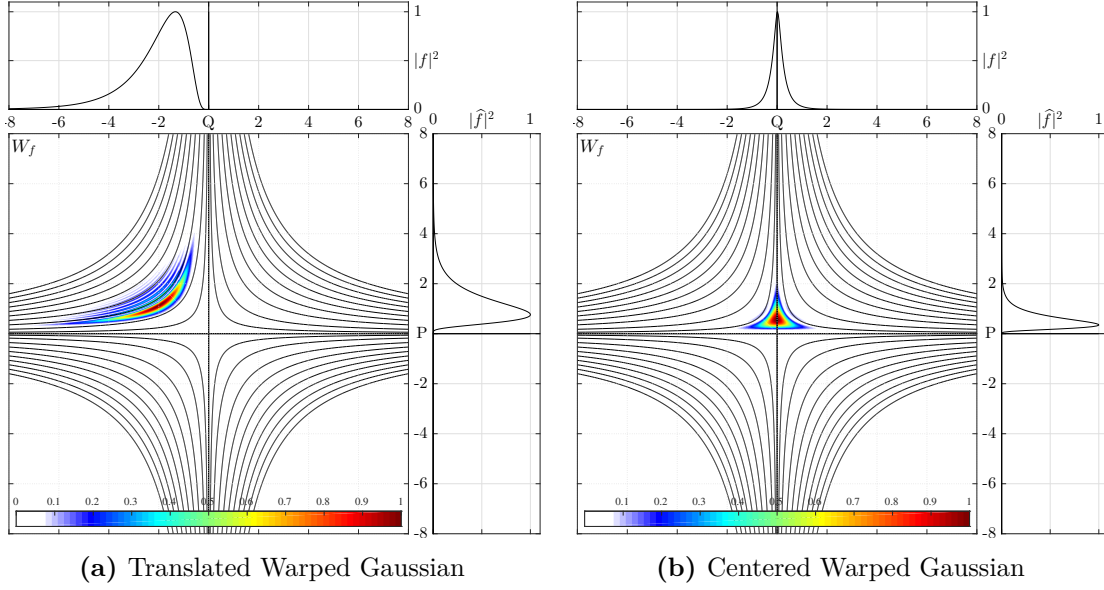 1
|f|²
0
-8 -6 -4 -2 Q 2 4 6 8
|f̂|²
0 1
W_f
8
6
4
2
P
-2
-4
-6
-8
0 0.1 0.2 0.3 0.4 0.5 0.6 0.7 0.8 0.9 1
(a) Translated Warped Gaussian
1
|f|²
0
-8 -6 -4 -2 Q 2 4 6 8
|f̂|²
0 1
W_f
8
6
4
2
P
-2
-4
-6
-8
0.1 0.2 0.3 0.4 0.5 0.6 0.7 0.8 0.9 1
(b) Centered Warped Gaussian